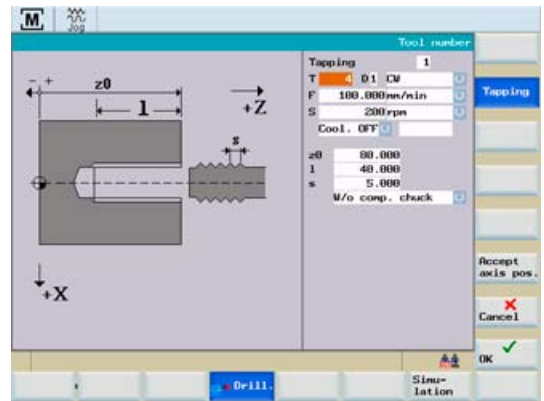 M Jog
Tool number
Tapping 1
T 4 D1 CW
F 100.000 mm/min
S 200 rpm
Cool. OFF
z0 80.000
l 40.000
s 5.000
W/o comp. chuck
- +
z0
l
+Z
s
+X
Tapping
Accept
axis pos.
Cancel
OK
Drill.
Simu-
lation